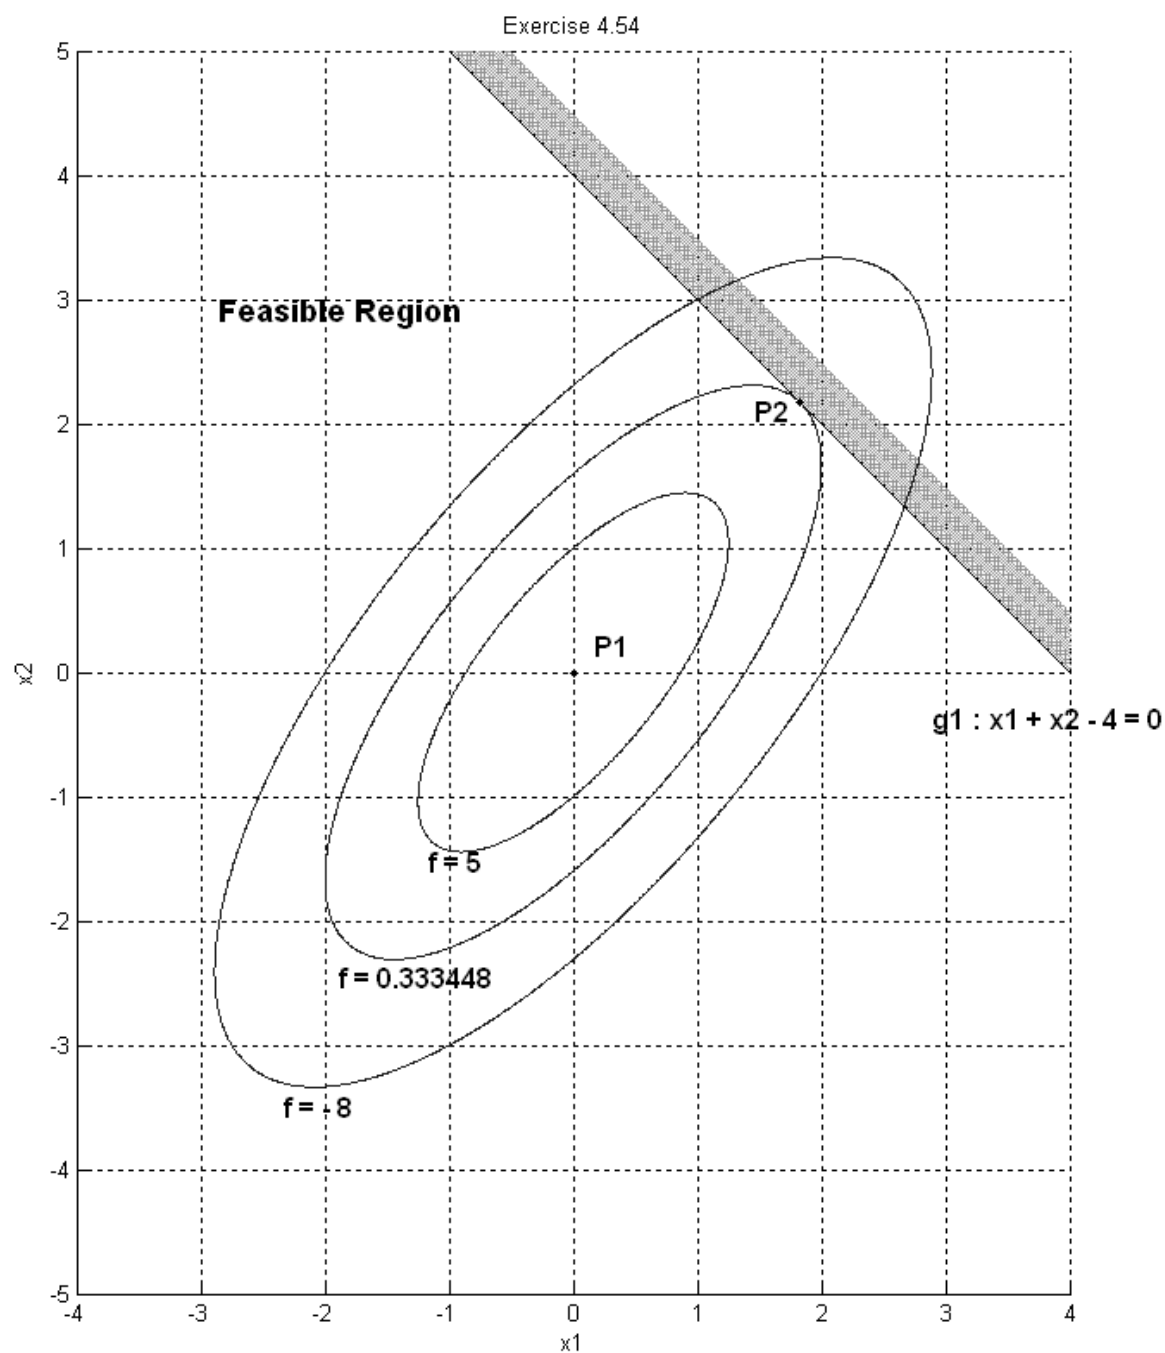 Exercise 4.54
5
4
3
Feasible Region
P2
2
1
P1
x2
0
g1 : x1 + x2 - 4 = 0
-1
f = 5
-2
f = 0.333448
-3
f = - 8
-4
-5
-4 -3 -2 -1 0 1 2 3 4
x1